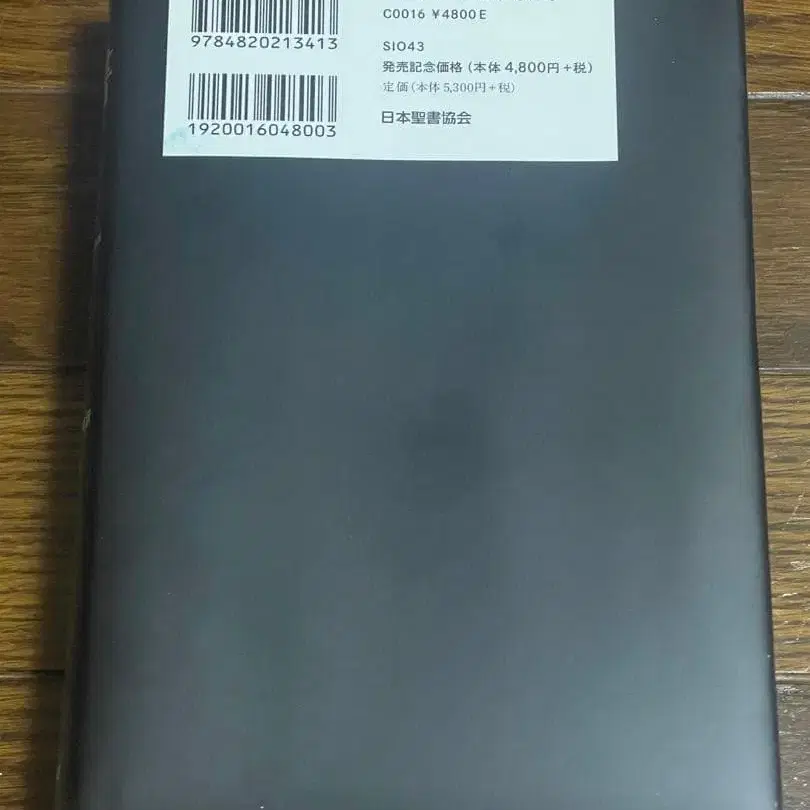 C0016 ¥4800E
9784820213413
SI043
発売記念価格（本体4,800円+税）
定価（本体5,300円+税）
1920016048003
日本聖書協会